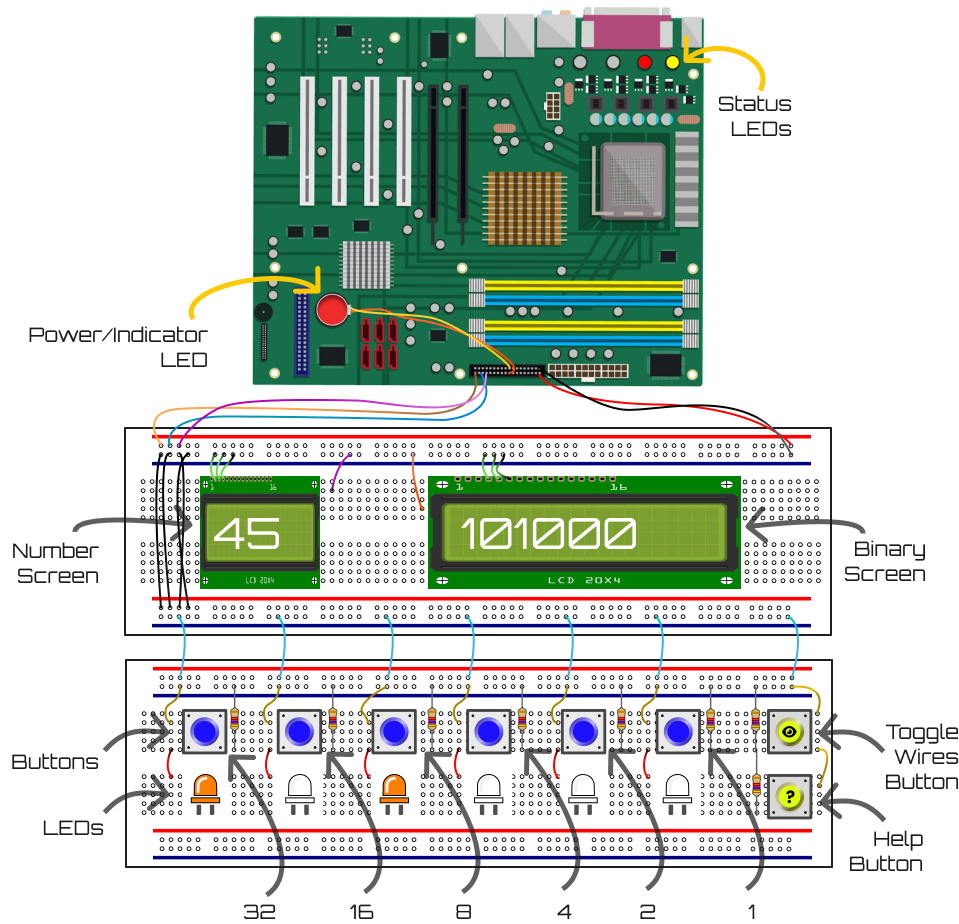 Status
LEDs
Power/Indicator
LED
1 16
1 16
45
101000
Number
Screen
Binary
Screen
LCD 20X4
LCD 20X4
Buttons
Toggle
Wires
Button
?
LEDs
Help
Button
32 16 8 4 2 1